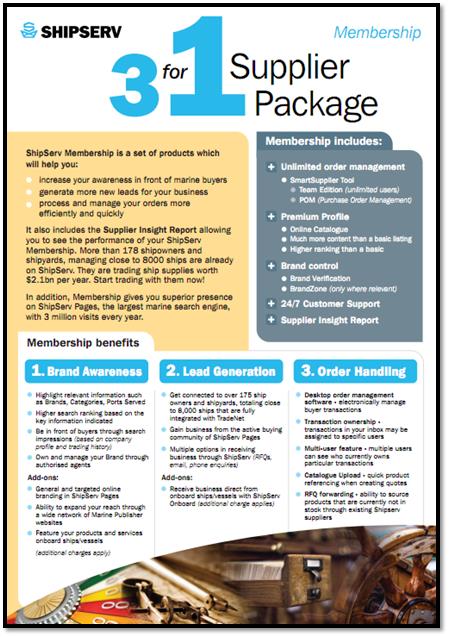 SHIPSERV
Membership
3 for 1 Supplier
Package
ShipServ Membership is a set of products which
will help you:
increase your awareness in front of marine buyers
generate more new leads for your business
process and manage your orders more
efficiently and quickly
It also includes the Supplier Insight Report allowing
you to see the performance of your ShipServ
Membership. More than 178 shipowners and
shipyards, managing close to 8000 ships are already
on ShipServ. They are trading ship supplies worth
$2.1bn per year. Start trading with them now!
In addition, Membership gives you superior presence
on ShipServ Pages, the largest marine search engine,
with 3 million visits every year.
Membership includes:
Unlimited order management
SmartSupplier Tool
Team Edition (unlimited users)
POM (Purchase Order Management)
Premium Profile
Online Catalogue
Much more content than a basic listing
Higher ranking than a basic
Brand control
Brand Verification
BrandZone (only where relevant)
24/7 Customer Support
Supplier Insight Report
Membership benefits
1. Brand Awareness
Highlight relevant information such
as Brands, Categories, Ports Served
Higher search ranking based on the
key information indicated
Be in front of buyers through search
impressions (based on company
profile and trading history)
Own and manage your Brand through
authorised agents
Add-ons:
General and targeted online
branding in ShipServ Pages
Ability to expand your reach through
a wide network of Marine Publisher
websites
Feature your products and services
onboard ships/vessels
(additional charges apply)
2. Lead Generation
Get connected to over 175 ship
owners and shipyards, totaling close
to 8,000 ships that are fully
integrated with TradeNet
Gain business from the active buying
community of ShipServ Pages
Multiple options in receiving
business through ShipServ (RFQs,
email, phone enquiries)
Add-ons:
Receive business direct from
onboard ships/vessels with ShipServ
Onboard (additional charge applies)
3. Order Handling
Desktop order management
software • electronically manage
buyer transactions
Transaction ownership •
transactions in your inbox may be
assigned to specific users
Multi-user feature • multiple users
can see who currently owns
particular transactions
Catalogue Upload • quick product
referencing when creating quotes
RFQ forwarding • ability to source
products that are currently not in
stock through existing Shipserv
suppliers